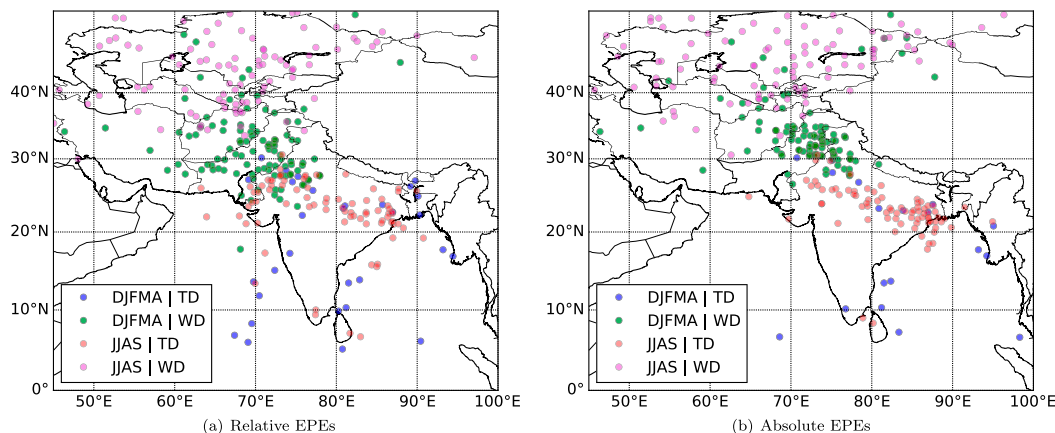 40°N
30°N
20°N
10°N
0°
50°E 60°E 70°E 80°E 90°E 100°E
DJFMA | TD
DJFMA | WD
JJAS | TD
JJAS | WD
(a) Relative EPEs
40°N
30°N
20°N
10°N
0°
50°E 60°E 70°E 80°E 90°E 100°E
DJFMA | TD
DJFMA | WD
JJAS | TD
JJAS | WD
(b) Absolute EPEs